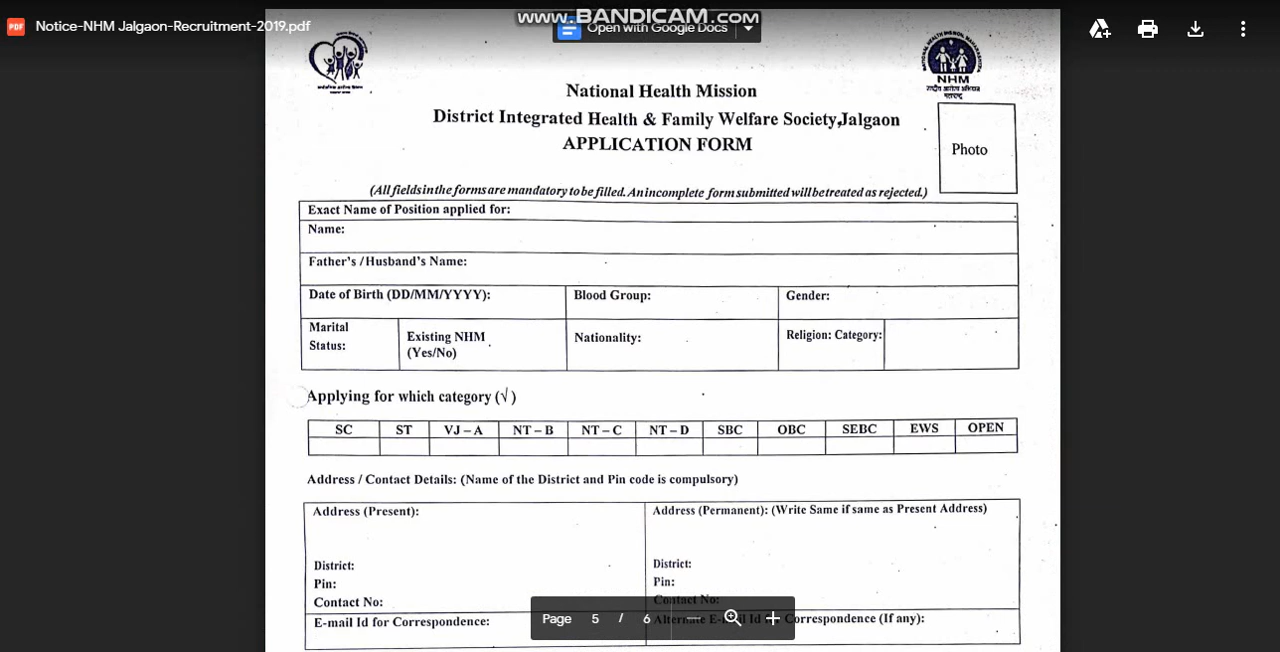 www.BANDICAM.com
PDF
Notice-NHM Jalgaon-Recruitment-2019.pdf
Open with Google Docs
NHM
National Health Mission
District Integrated Health & Family Welfare Society,Jalgaon
APPLICATION FORM
Photo
(All fields in the forms are mandatory to be filled. An incomplete form submitted will be treated as rejected.)
Exact Name of Position applied for:
Name:
Father's /Husband's Name:
Date of Birth (DD/MM/YYYY): Blood Group: Gender:
Marital Status: Existing NHM (Yes/No) Nationality: Religion: Category:
Applying for which category (√)
SC ST VJ – A NT – B NT – C NT – D SBC OBC SEBC EWS OPEN
Address / Contact Details: (Name of the District and Pin code is compulsory)
Address (Present): Address (Permanent): (Write Same if same as Present Address)
District: District:
Pin: Pin:
Contact No: Contact No:
E-mail Id for Correspondence: Alternate E-mail Id for Correspondence (If any):
Page 5 / 6